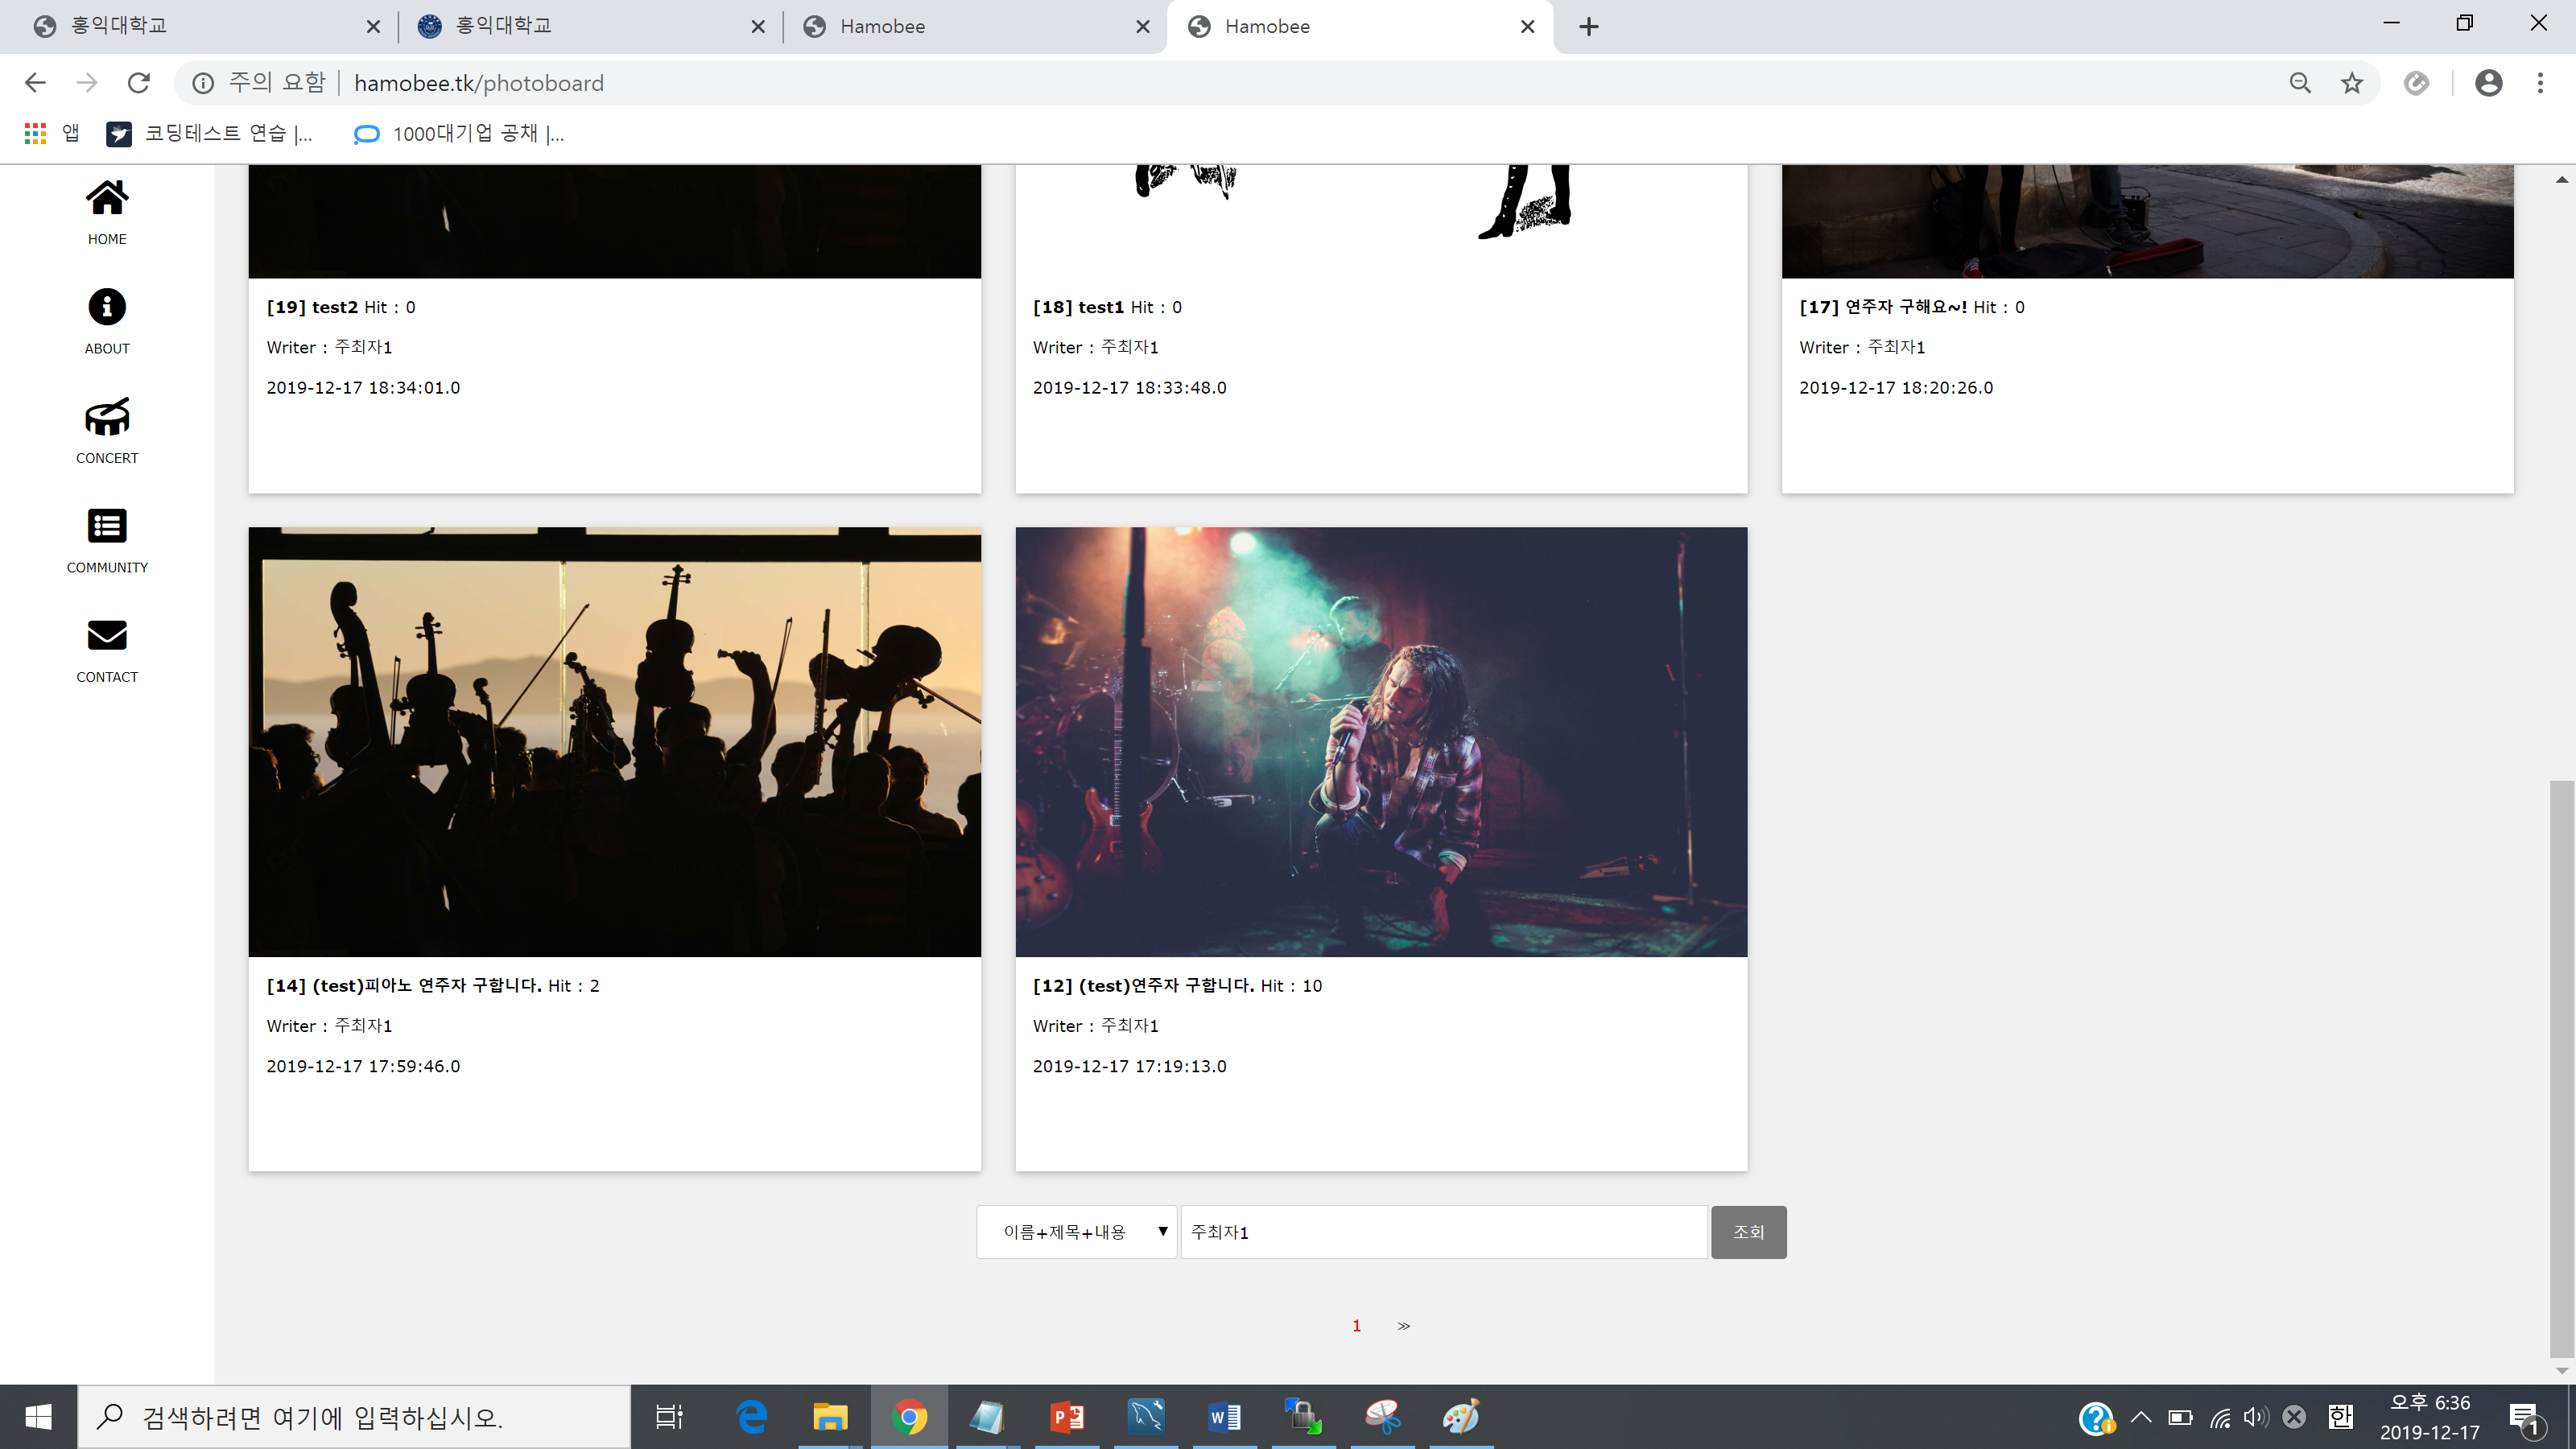 홍익대학교
홍익대학교
Hamobee
Hamobee
주의 요함
hamobee.tk/photoboard
앱
코딩테스트 연습 |...
1000대기업 공채 |...
HOME
ABOUT
CONCERT
COMMUNITY
CONTACT
[19] test2 Hit : 0
Writer : 주최자1
2019-12-17 18:34:01.0
[18] test1 Hit : 0
Writer : 주최자1
2019-12-17 18:33:48.0
[17] 연주자 구해요~! Hit : 0
Writer : 주최자1
2019-12-17 18:20:26.0
[14] (test)피아노 연주자 구합니다. Hit : 2
Writer : 주최자1
2019-12-17 17:59:46.0
[12] (test)연주자 구합니다. Hit : 10
Writer : 주최자1
2019-12-17 17:19:13.0
이름+제목+내용
주최자1
조회
1 ≫
검색하려면 여기에 입력하십시오.
한
오후 6:36
2019-12-17
1